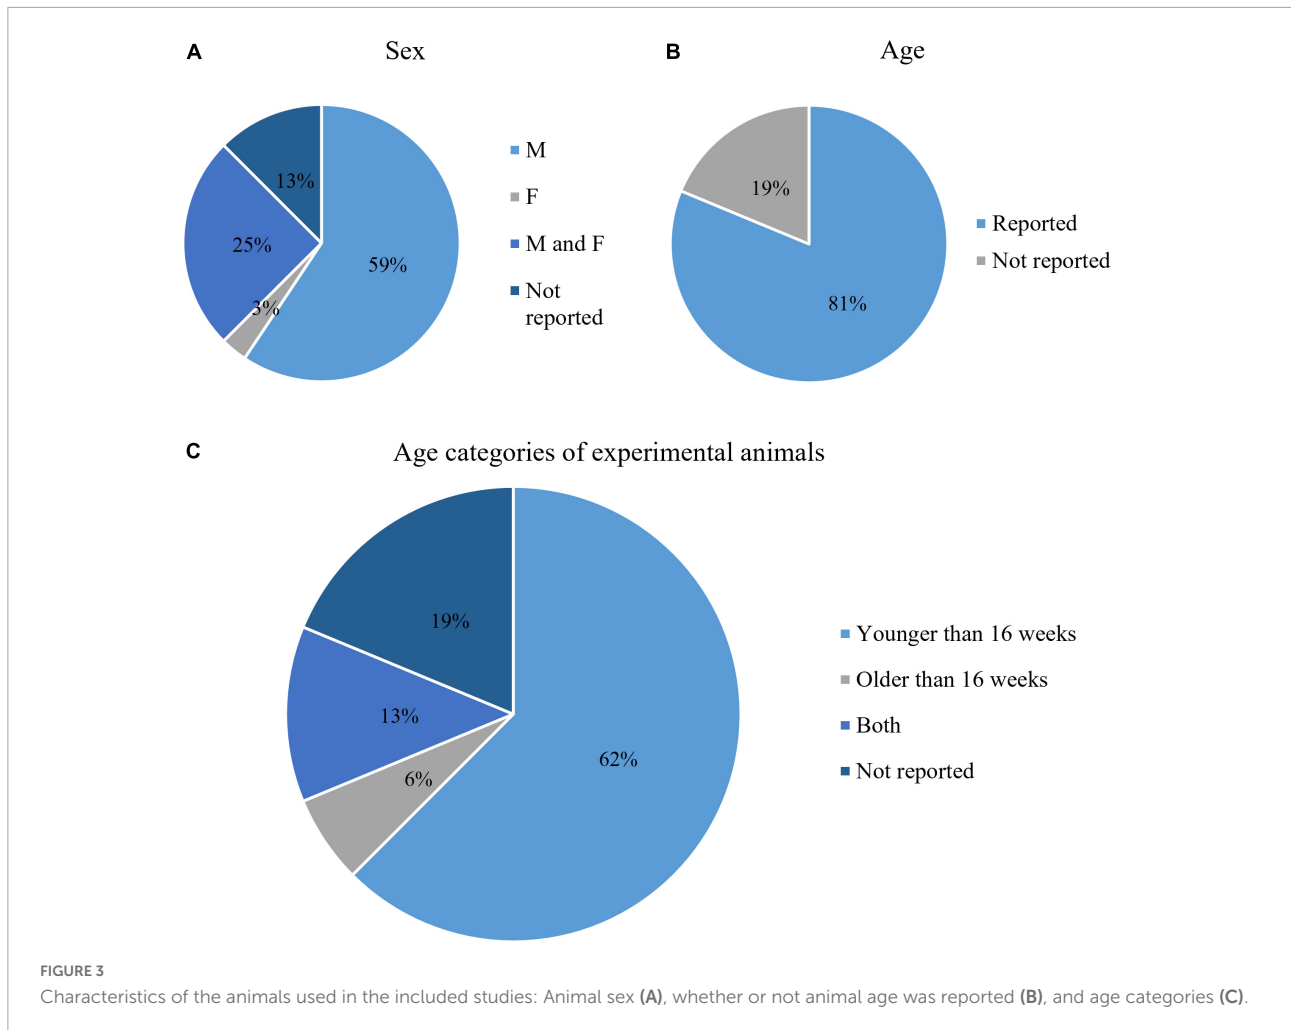 A
Sex
13%
25%
3%
59%
M
F
M and F
Not
reported
B
Age
19%
81%
Reported
Not reported
C
Age categories of experimental animals
19%
13%
6%
62%
Younger than 16 weeks
Older than 16 weeks
Both
Not reported
FIGURE 3
Characteristics of the animals used in the included studies: Animal sex (A), whether or not animal age was reported (B), and age categories (C).